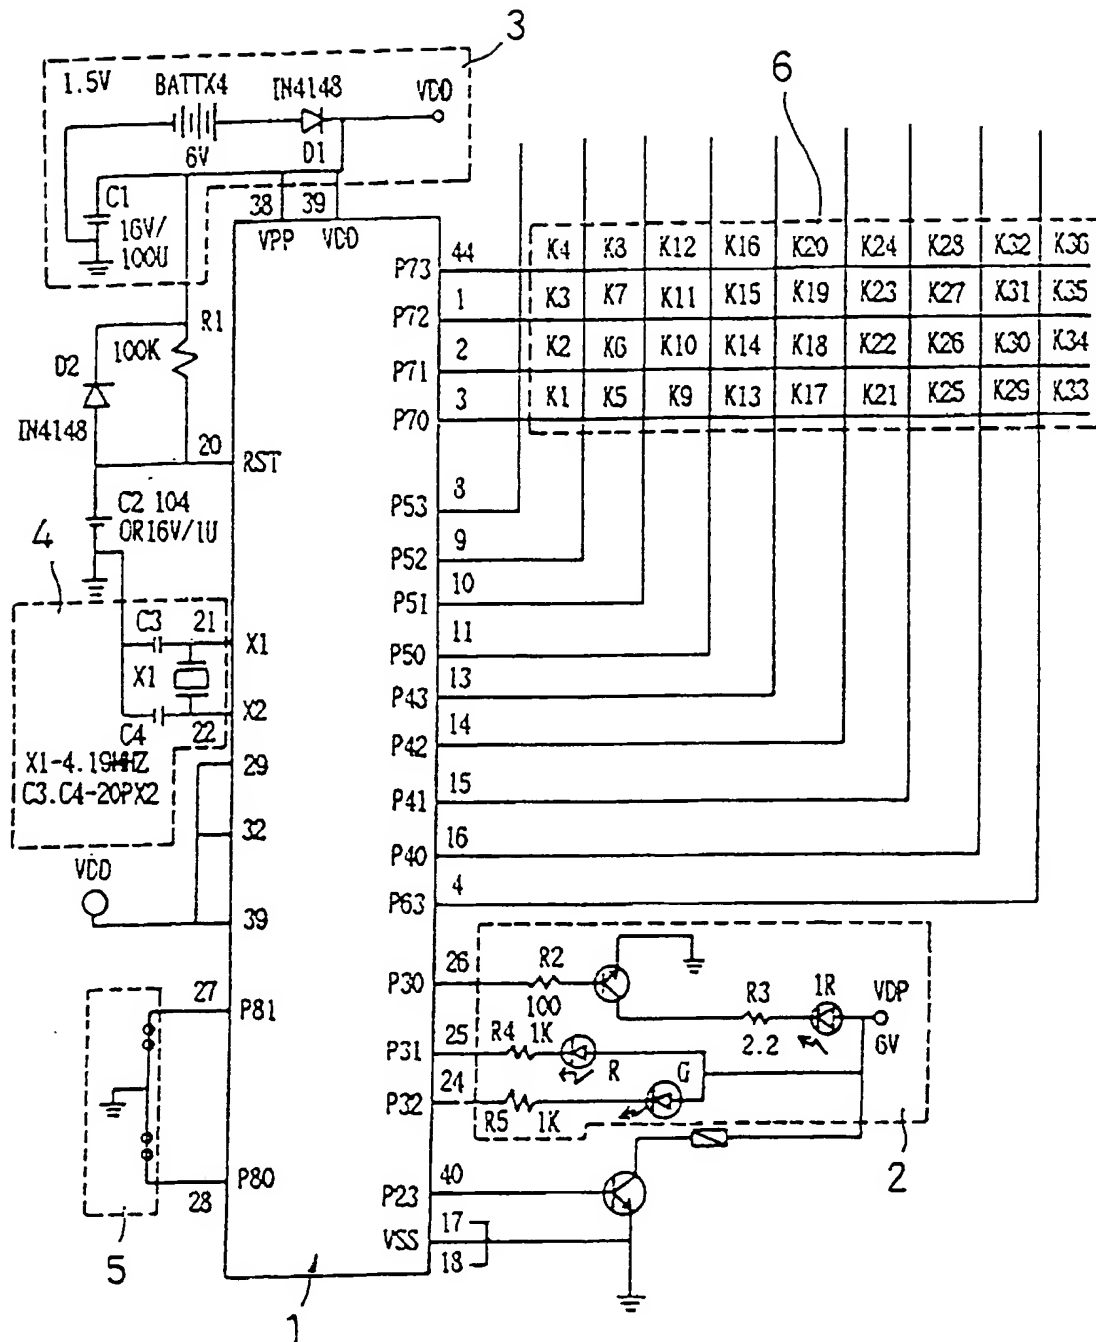 3
1.5V BATTX4 IN4148 VDD
6V D1
6
C1
16V/
100U
38 39
VPP VDD
44 K4 K8 K12 K16 K20 K24 K28 K32 K36
P73
1 K3 K7 K11 K15 K19 K23 K27 K31 K35
P72
2 K2 K6 K10 K14 K18 K22 K26 K30 K34
P71
3 K1 K5 K9 K13 K17 K21 K25 K29 K33
P70
R1
100K
D2
IN4148
20 RST
C2 104
OR16V/1U
4
8
P53
9
P52
10
P51
11
P50
13
P43
14
P42
15
P41
16
P40
4
P63
C3 21 X1
X1
C4 22 X2
X1-4.19MHZ
C3.C4-20PX2
29
32
VDD
39
26 R2
P30 100
R3 1R VDP
2.2 6V
25 R4 1K
P31 R
24 G
P32 R5 1K
2
27 P81
28 P80
5
40
P23
17
VSS
18
1